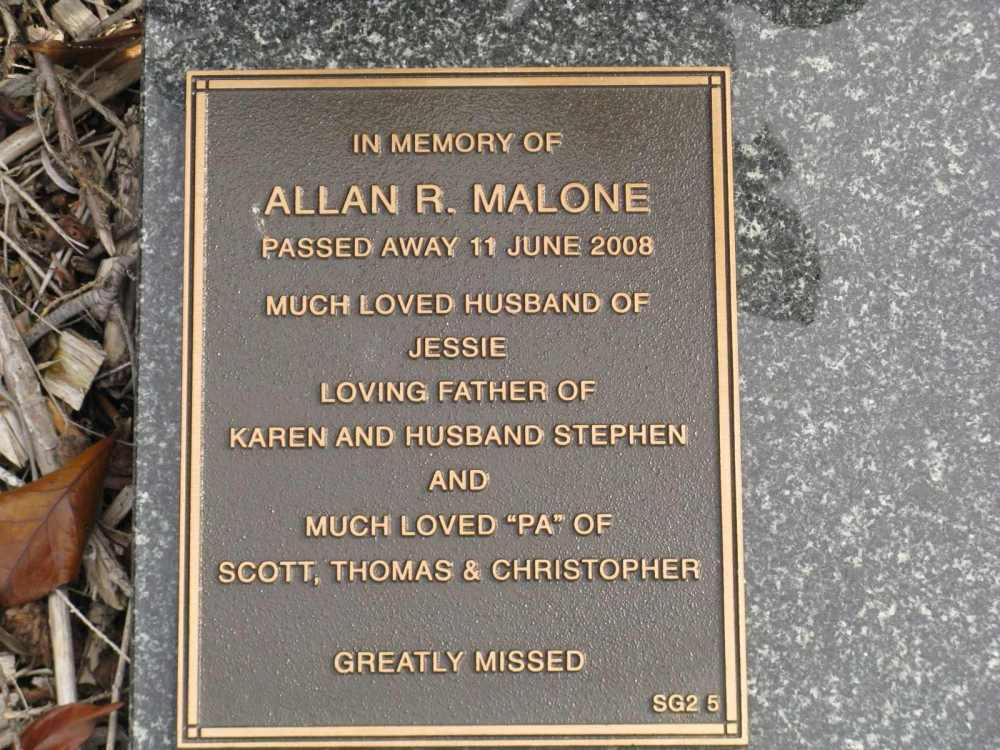 IN MEMORY OF
ALLAN R. MALONE
PASSED AWAY 11 JUNE 2008
MUCH LOVED HUSBAND OF
JESSIE
LOVING FATHER OF
KAREN AND HUSBAND STEPHEN
AND
MUCH LOVED “PA” OF
SCOTT, THOMAS & CHRISTOPHER
GREATLY MISSED
SG2 5